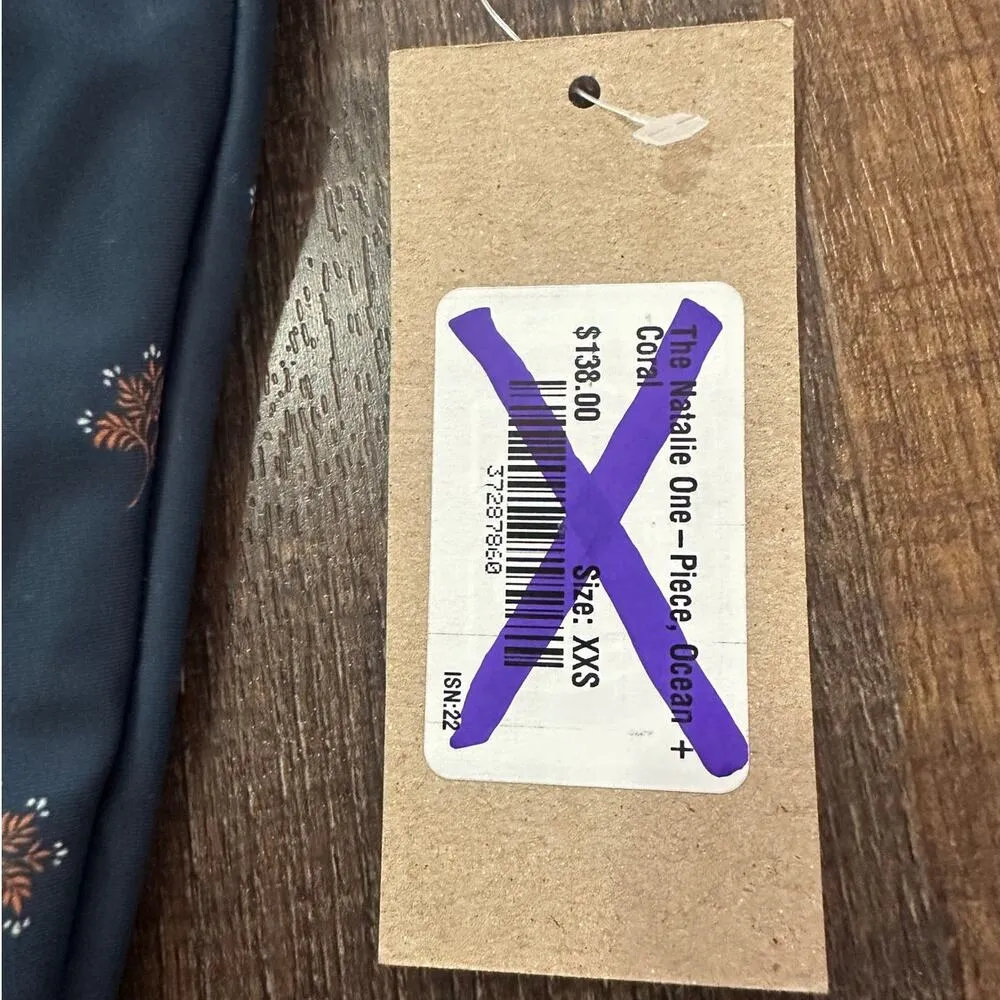 The Natalie One-Piece, Ocean +
Coral
$138.00 Size: XXS
37287860
ISN:22